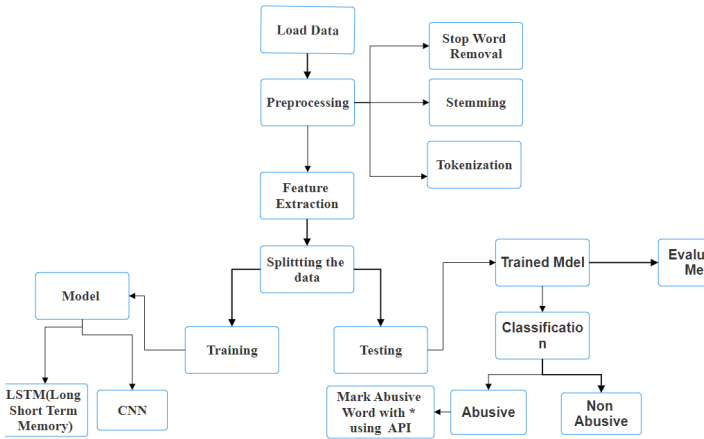 Load Data
Stop Word
Removal
Preprocessing
Stemming
Tokenization
Feature
Extraction
Splittting the
data
Trained Mdel
Model
Classificatio
n
Training
Testing
LSTM(Long
Short Term
Memory)
CNN
Mark Abusive
Word with *
using API
Abusive
Non
Abusive